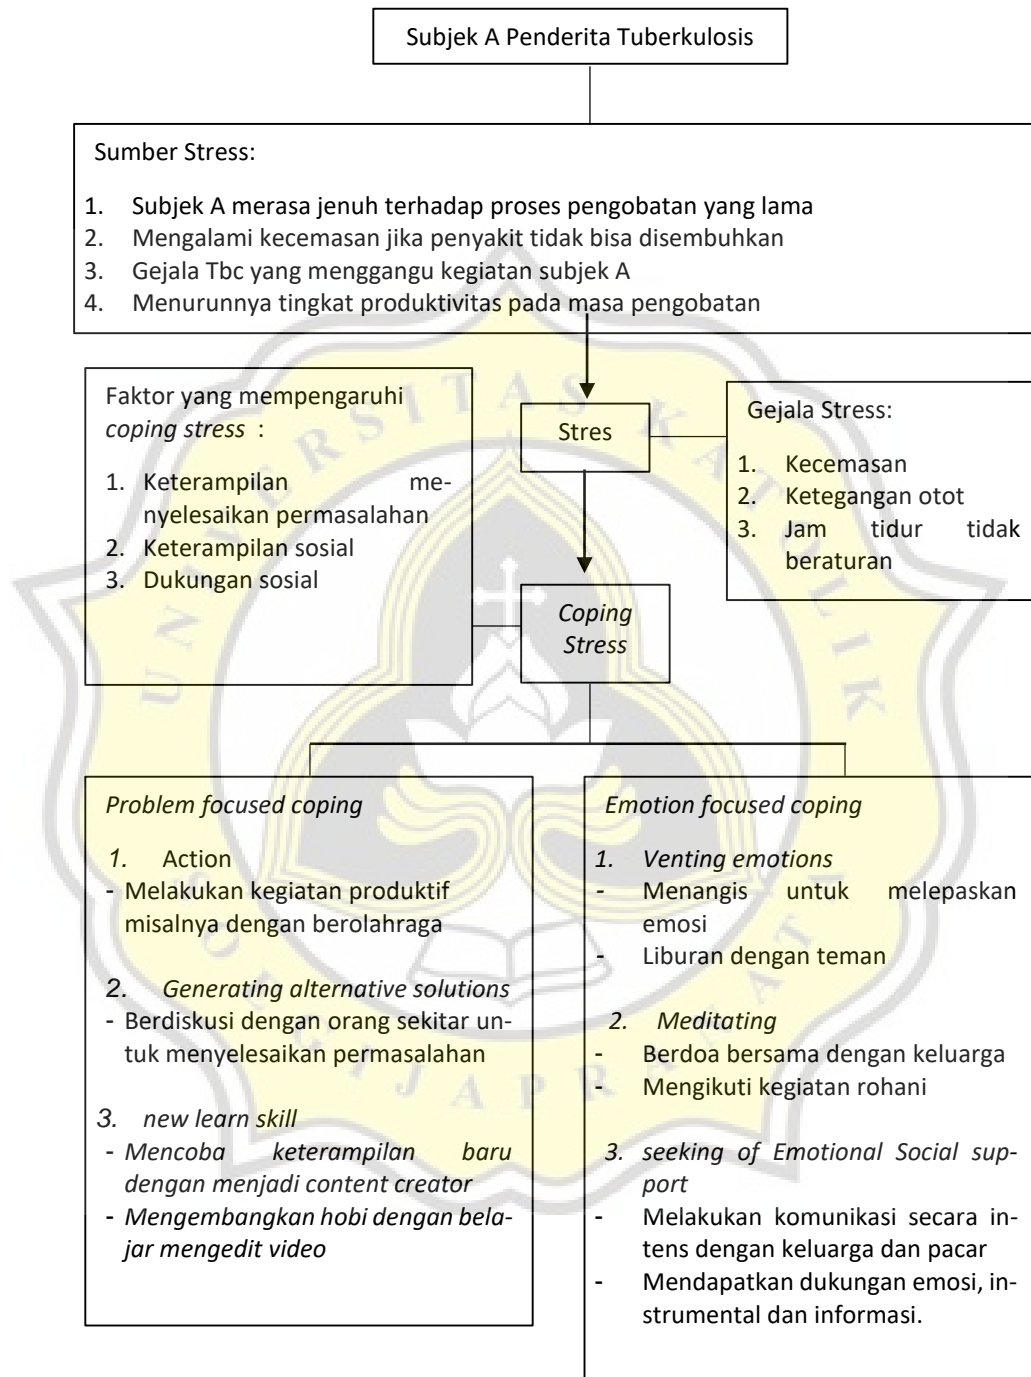 Subjek A Penderita Tuberkulosis
Sumber Stress:
1. Subjek A merasa jenuh terhadap proses pengobatan yang lama
2. Mengalami kecemasan jika penyakit tidak bisa disembuhkan
3. Gejala Tbc yang menggangu kegiatan subjek A
4. Menurunnya tingkat produktivitas pada masa pengobatan
Faktor yang mempengaruhi
coping stress :
1. Keterampilan me-
nyelesaikan permasalahan
2. Keterampilan sosial
3. Dukungan sosial
Stres
Gejala Stress:
1. Kecemasan
2. Ketegangan otot
3. Jam tidur tidak
beraturan
Coping
Stress
Problem focused coping
1. Action
- Melakukan kegiatan produktif
misalnya dengan berolahraga
2. Generating alternative solutions
- Berdiskusi dengan orang sekitar un-
tuk menyelesaikan permasalahan
3. new learn skill
- Mencoba keterampilan baru
dengan menjadi content creator
- Mengembangkan hobi dengan bela-
jar mengedit video
Emotion focused coping
1. Venting emotions
- Menangis untuk melepaskan
emosi
- Liburan dengan teman
2. Meditating
- Berdoa bersama dengan keluarga
- Mengikuti kegiatan rohani
3. seeking of Emotional Social sup-
port
- Melakukan komunikasi secara in-
tens dengan keluarga dan pacar
- Mendapatkan dukungan emosi, in-
strumental dan informasi.
UNIVERSITAS KATOLIK
SOEGIJAPRANATA